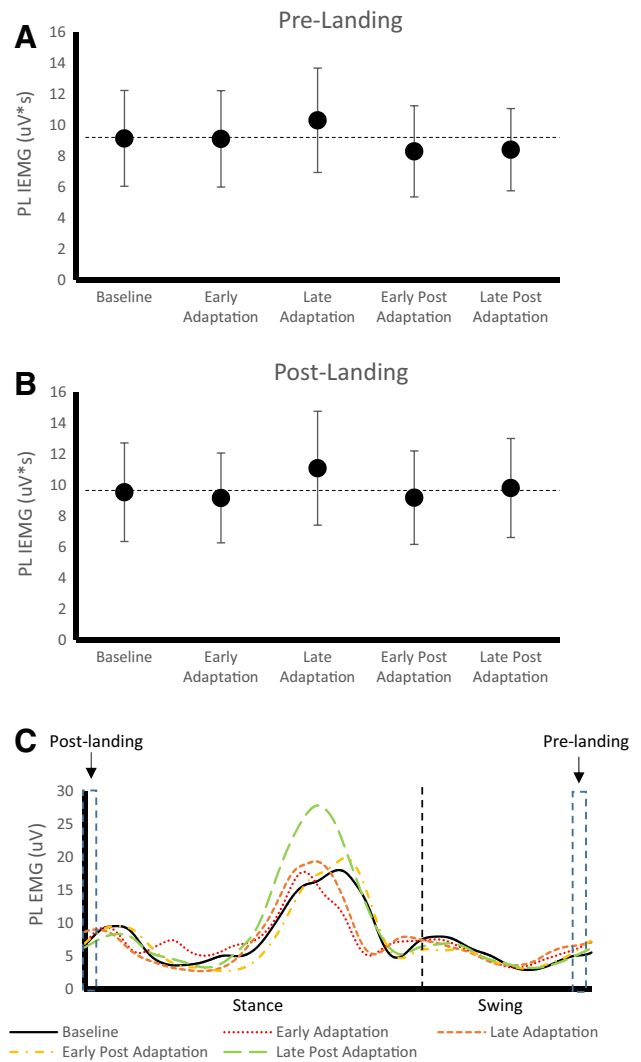 A
Pre-Landing
PL IEMG (uV*s)
16
14
12
10
8
6
4
2
0
Baseline
Early
Adaptation
Late
Adaptation
Early Post
Adaptation
Late Post
Adaptation
B
Post-Landing
PL IEMG (uV*s)
16
14
12
10
8
6
4
2
0
Baseline
Early
Adaptation
Late
Adaptation
Early Post
Adaptation
Late Post
Adaptation
C
Post-landing
Pre-landing
PL EMG (uV)
30
25
20
15
10
5
0
Stance
Swing
Baseline
Early Adaptation
Late Adaptation
Early Post Adaptation
Late Post Adaptation